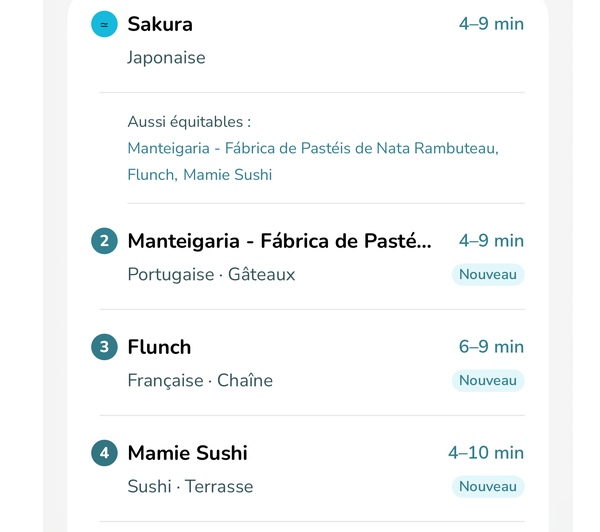 ≃ Sakura 4–9 min
Japonaise
Aussi équitables :
Manteigaria - Fábrica de Pastéis de Nata Rambuteau,
Flunch, Mamie Sushi
2 Manteigaria - Fábrica de Pasté... 4–9 min
Portugaise · Gâteaux Nouveau
3 Flunch 6–9 min
Française · Chaîne Nouveau
4 Mamie Sushi 4–10 min
Sushi · Terrasse Nouveau